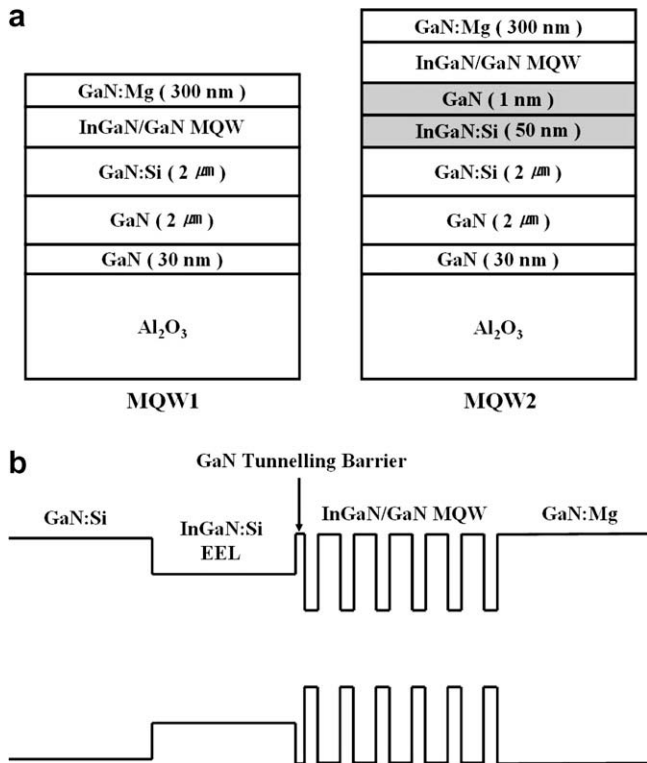 a
GaN:Mg ( 300 nm )
InGaN/GaN MQW
GaN:Si ( 2 ㎛ )
GaN ( 2 ㎛ )
GaN ( 30 nm )
Al₂O₃
MQW1
GaN:Mg ( 300 nm )
InGaN/GaN MQW
GaN ( 1 nm )
InGaN:Si ( 50 nm )
GaN:Si ( 2 ㎛ )
GaN ( 2 ㎛ )
GaN ( 30 nm )
Al₂O₃
MQW2
b
GaN Tunnelling Barrier
GaN:Si
InGaN:Si
EEL
InGaN/GaN MQW
GaN:Mg